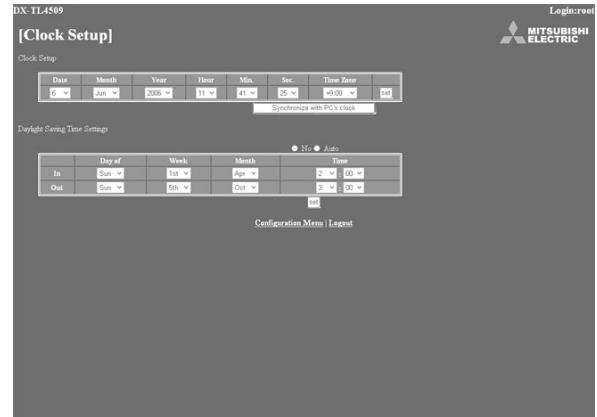 DX-TL4509 Login:root
[Clock Setup]
MITSUBISHI
ELECTRIC
Clock Setup
Date Month Year Hour Min. Sec. Time Zone
6 Jun 2006 11 41 25 +9:00 set
Synchronize with PC's clock
Daylight Saving Time Settings
No Auto
Day of Week Month Time
In Sun 1st Apr 2 : 00
Out Sun 5th Oct 3 : 00
set
Configuration Menu | Logout